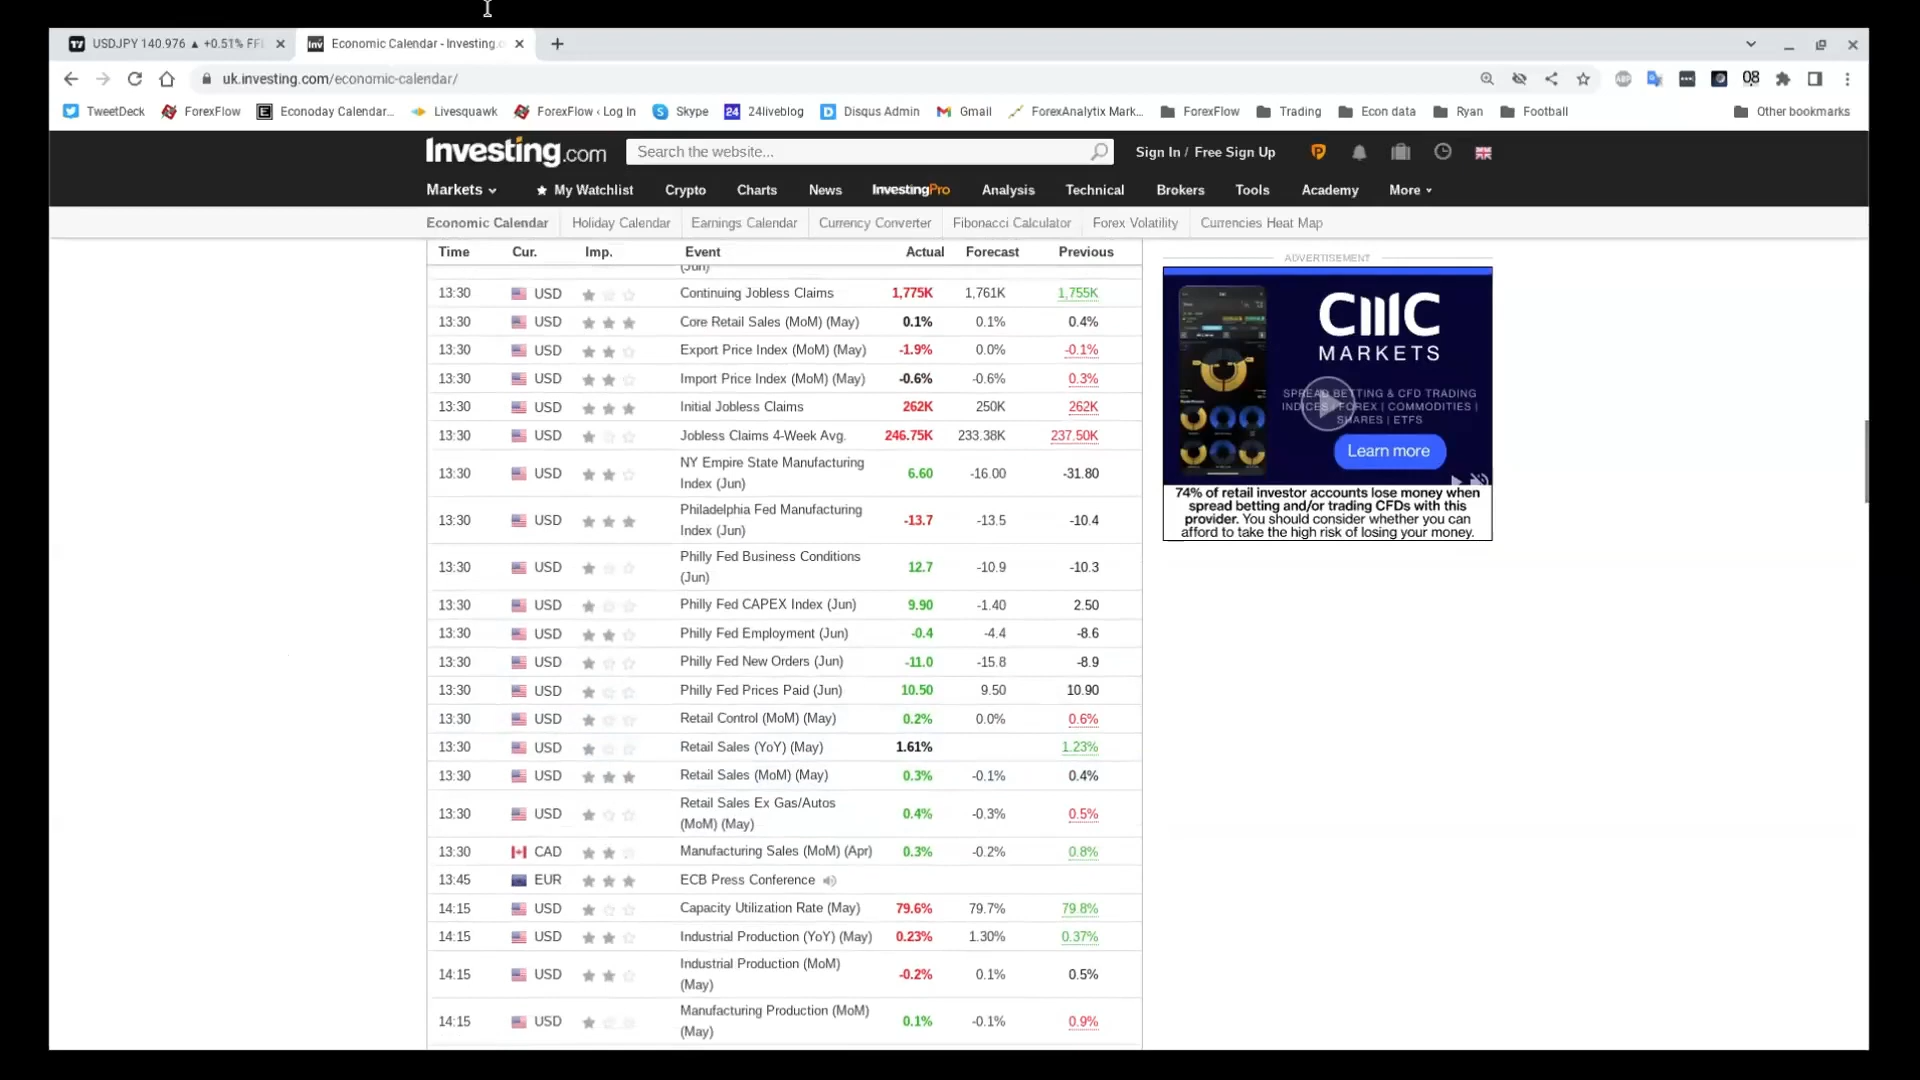 USDJPY 140.976 ▲ +0.51% FF
Economic Calendar - Investing.c
uk.investing.com/economic-calendar/
TweetDeck
ForexFlow
Econoday Calendar...
Livesquawk
ForexFlow ‹ Log In
Skype
24liveblog
Disqus Admin
Gmail
ForexAnalytix Mark...
ForexFlow
Trading
Econ data
Ryan
Football
Other bookmarks
Investing.com
Search the website...
Sign In / Free Sign Up
Markets
My Watchlist
Crypto
Charts
News
InvestingPro
Analysis
Technical
Brokers
Tools
Academy
More
Economic Calendar
Holiday Calendar
Earnings Calendar
Currency Converter
Fibonacci Calculator
Forex Volatility
Currencies Heat Map
Time Cur. Imp. Event Actual Forecast Previous
(Jun)
13:30 USD Continuing Jobless Claims 1,775K 1,761K 1,755K
13:30 USD Core Retail Sales (MoM) (May) 0.1% 0.1% 0.4%
13:30 USD Export Price Index (MoM) (May) -1.9% 0.0% -0.1%
13:30 USD Import Price Index (MoM) (May) -0.6% -0.6% 0.3%
13:30 USD Initial Jobless Claims 262K 250K 262K
13:30 USD Jobless Claims 4-Week Avg. 246.75K 233.38K 237.50K
13:30 USD NY Empire State Manufacturing
Index (Jun) 6.60 -16.00 -31.80
13:30 USD Philadelphia Fed Manufacturing
Index (Jun) -13.7 -13.5 -10.4
13:30 USD Philly Fed Business Conditions
(Jun) 12.7 -10.9 -10.3
13:30 USD Philly Fed CAPEX Index (Jun) 9.90 -1.40 2.50
13:30 USD Philly Fed Employment (Jun) -0.4 -4.4 -8.6
13:30 USD Philly Fed New Orders (Jun) -11.0 -15.8 -8.9
13:30 USD Philly Fed Prices Paid (Jun) 10.50 9.50 10.90
13:30 USD Retail Control (MoM) (May) 0.2% 0.0% 0.6%
13:30 USD Retail Sales (YoY) (May) 1.61% 1.23%
13:30 USD Retail Sales (MoM) (May) 0.3% -0.1% 0.4%
13:30 USD Retail Sales Ex Gas/Autos
(MoM) (May) 0.4% -0.3% 0.5%
13:30 CAD Manufacturing Sales (MoM) (Apr) 0.3% -0.2% 0.8%
13:45 EUR ECB Press Conference
14:15 USD Capacity Utilization Rate (May) 79.6% 79.7% 79.8%
14:15 USD Industrial Production (YoY) (May) 0.23% 1.30% 0.37%
14:15 USD Industrial Production (MoM)
(May) -0.2% 0.1% 0.5%
14:15 USD Manufacturing Production (MoM)
(May) 0.1% -0.1% 0.9%
ADVERTISEMENT
CMC
MARKETS
SPREAD BETTING & CFD TRADING
INDICES | FOREX | COMMODITIES |
SHARES | ETFS
Learn more
74% of retail investor accounts lose money when
spread betting and/or trading CFDs with this
provider. You should consider whether you can
afford to take the high risk of losing your money.